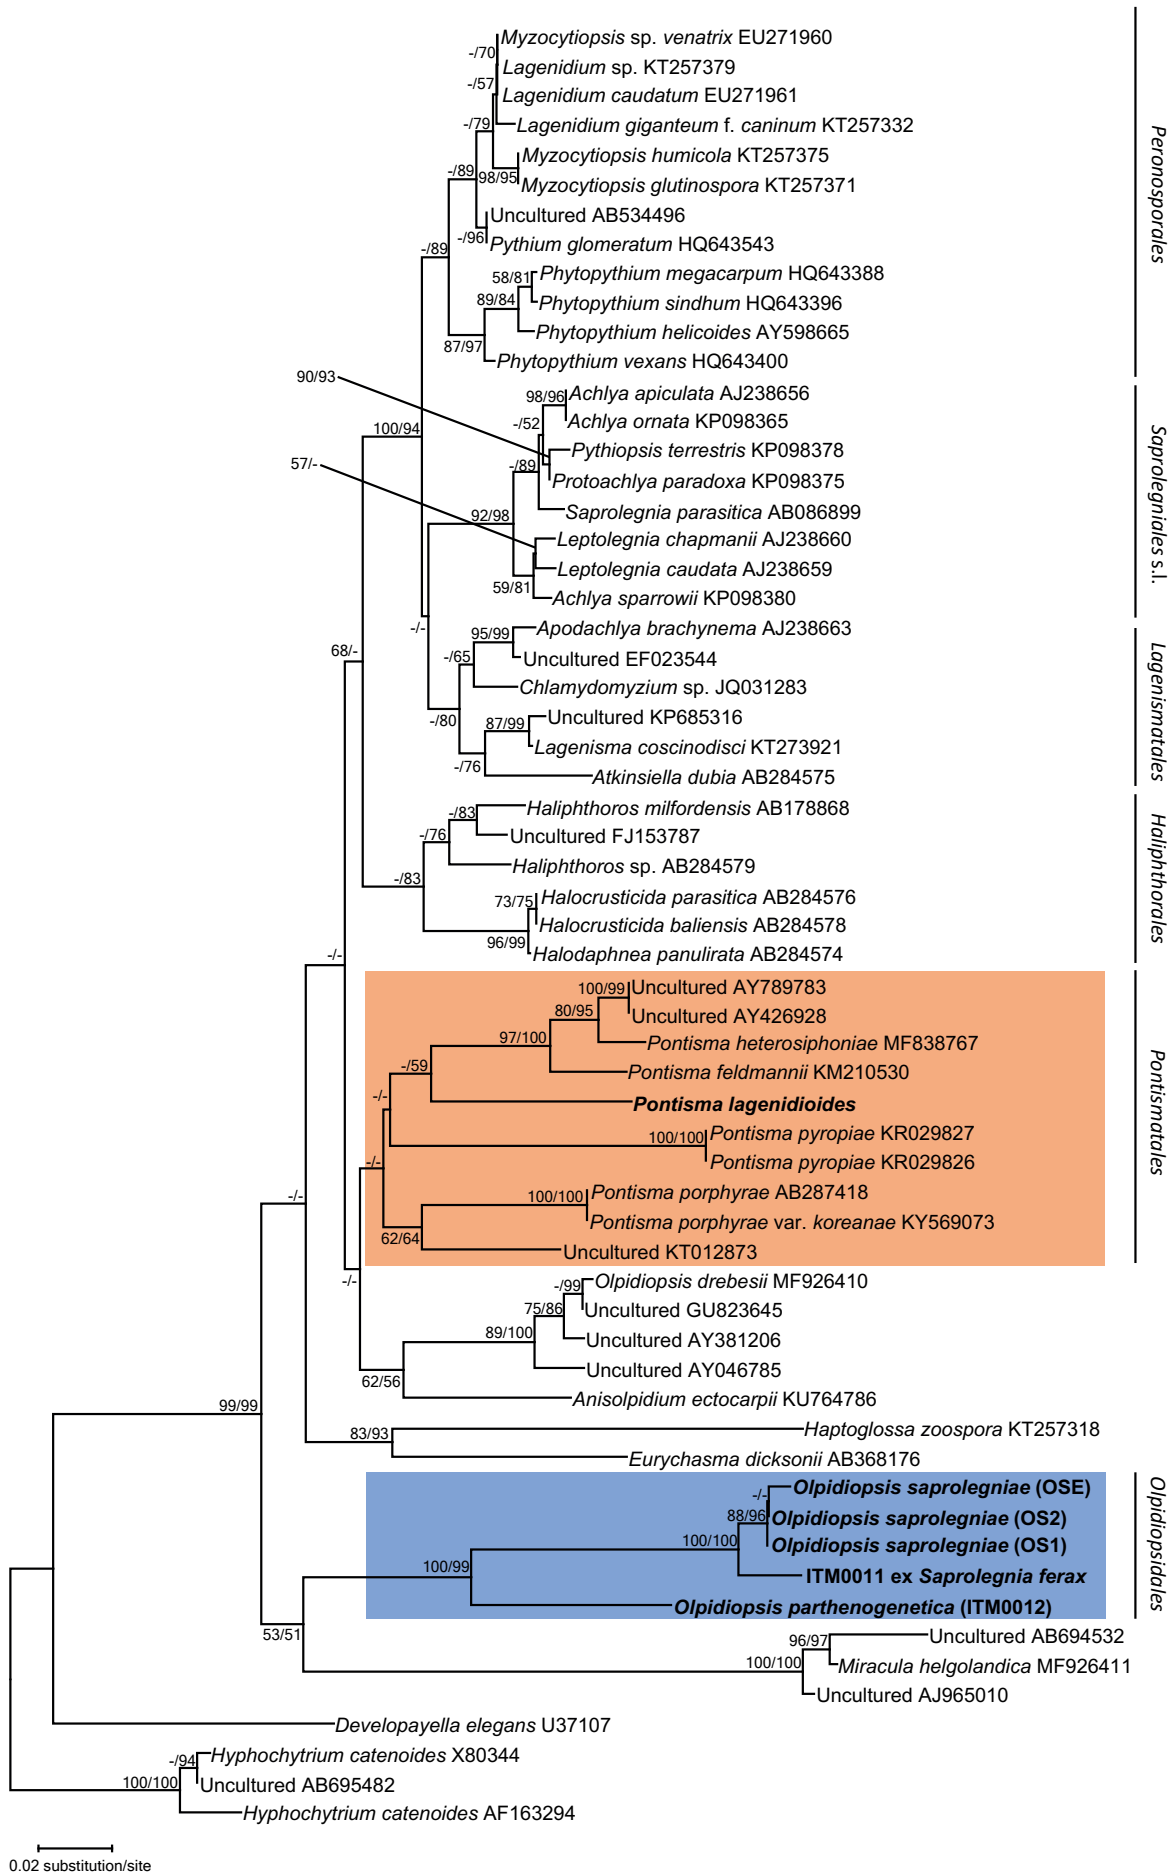 -/70
Myzocytiopsis sp. venatrix EU271960
Lagenidium sp. KT257379
-/57
Lagenidium caudatum EU271961
-/79
Lagenidium giganteum f. caninum KT257332
Myzocytiopsis humicola KT257375
-/89
98/95
Myzocytiopsis glutinospora KT257371
Uncultured AB534496
-/96
Pythium glomeratum HQ643543
-/89
58/81
Phytopythium megacarpum HQ643388
89/84
Phytopythium sindhum HQ643396
Phytopythium helicoides AY598665
87/97
Phytopythium vexans HQ643400
Peronosporales
90/93
98/96
Achlya apiculata AJ238656
100/94
-/52
Achlya ornata KP098365
Pythiopsis terrestris KP098378
57/-
-/89
Protoachlya paradoxa KP098375
92/98
Saprolegnia parasitica AB086899
Leptolegnia chapmanii AJ238660
Leptolegnia caudata AJ238659
59/81
Achlya sparrowii KP098380
Saprolegniales s.l.
-/-
95/99
Apodachlya brachynema AJ238663
68/-
-/65
Uncultured EF023544
Chlamydomyzium sp. JQ031283
-/80
87/99
Uncultured KP685316
Lagenisma coscinodisci KT273921
-/76
Atkinsiella dubia AB284575
Lagenismatales
-/83
Haliphthoros milfordensis AB178868
-/76
Uncultured FJ153787
Haliphthoros sp. AB284579
-/83
73/75
Halocrusticida parasitica AB284576
Halocrusticida baliensis AB284578
96/99
Halodaphnea panulirata AB284574
Haliphthorales
-/-
100/99
Uncultured AY789783
80/95
Uncultured AY426928
97/100
Pontisma heterosiphoniae MF838767
-/59
Pontisma feldmannii KM210530
-/-
Pontisma lagenidioides
100/100
Pontisma pyropiae KR029827
-/-
Pontisma pyropiae KR029826
100/100
Pontisma porphyrae AB287418
-/-
Pontisma porphyrae var. koreanae KY569073
62/64
Uncultured KT012873
Pontismatales
-/-
-/99
Olpidiopsis drebesii MF926410
75/86
Uncultured GU823645
89/100
Uncultured AY381206
Uncultured AY046785
62/56
Anisolpidium ectocarpii KU764786
99/99
83/93
Haptoglossa zoospora KT257318
Eurychasma dicksonii AB368176
-/-
Olpidiopsis saprolegniae (OSE)
88/96
Olpidiopsis saprolegniae (OS2)
100/100
Olpidiopsis saprolegniae (OS1)
100/99
ITM0011 ex Saprolegnia ferax
Olpidiopsis parthenogenetica (ITM0012)
Olpidiopsidales
53/51
96/97
Uncultured AB694532
100/100
Miracula helgolandica MF926411
Uncultured AJ965010
Developayella elegans U37107
-/94
Hyphochytrium catenoides X80344
100/100
Uncultured AB695482
Hyphochytrium catenoides AF163294
0.02 substitution/site